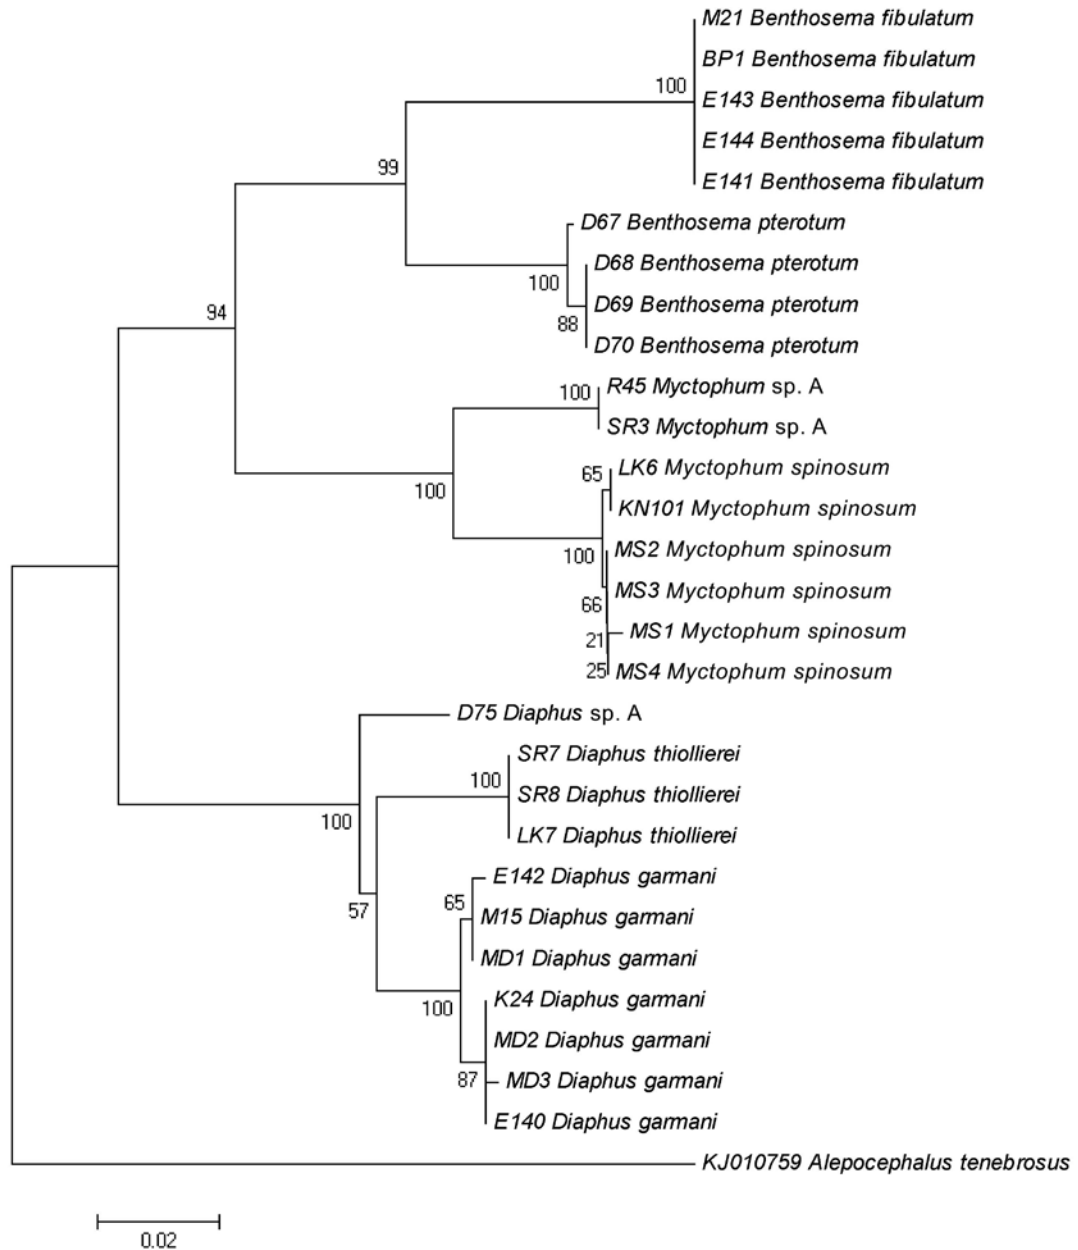 M21 Benthosema fibulatum
BP1 Benthosema fibulatum
100
E143 Benthosema fibulatum
E144 Benthosema fibulatum
99
E141 Benthosema fibulatum
D67 Benthosema pterotum
D68 Benthosema pterotum
100
94
D69 Benthosema pterotum
88
D70 Benthosema pterotum
100
R45 Myctophum sp. A
SR3 Myctophum sp. A
65
LK6 Myctophum spinosum
100
KN101 Myctophum spinosum
100
MS2 Myctophum spinosum
MS3 Myctophum spinosum
66
MS1 Myctophum spinosum
21
25
MS4 Myctophum spinosum
D75 Diaphus sp. A
SR7 Diaphus thiollierei
100
SR8 Diaphus thiollierei
100
LK7 Diaphus thiollierei
E142 Diaphus garmani
65
57
M15 Diaphus garmani
MD1 Diaphus garmani
100
K24 Diaphus garmani
MD2 Diaphus garmani
87
MD3 Diaphus garmani
E140 Diaphus garmani
KJ010759 Alepocephalus tenebrosus
0.02